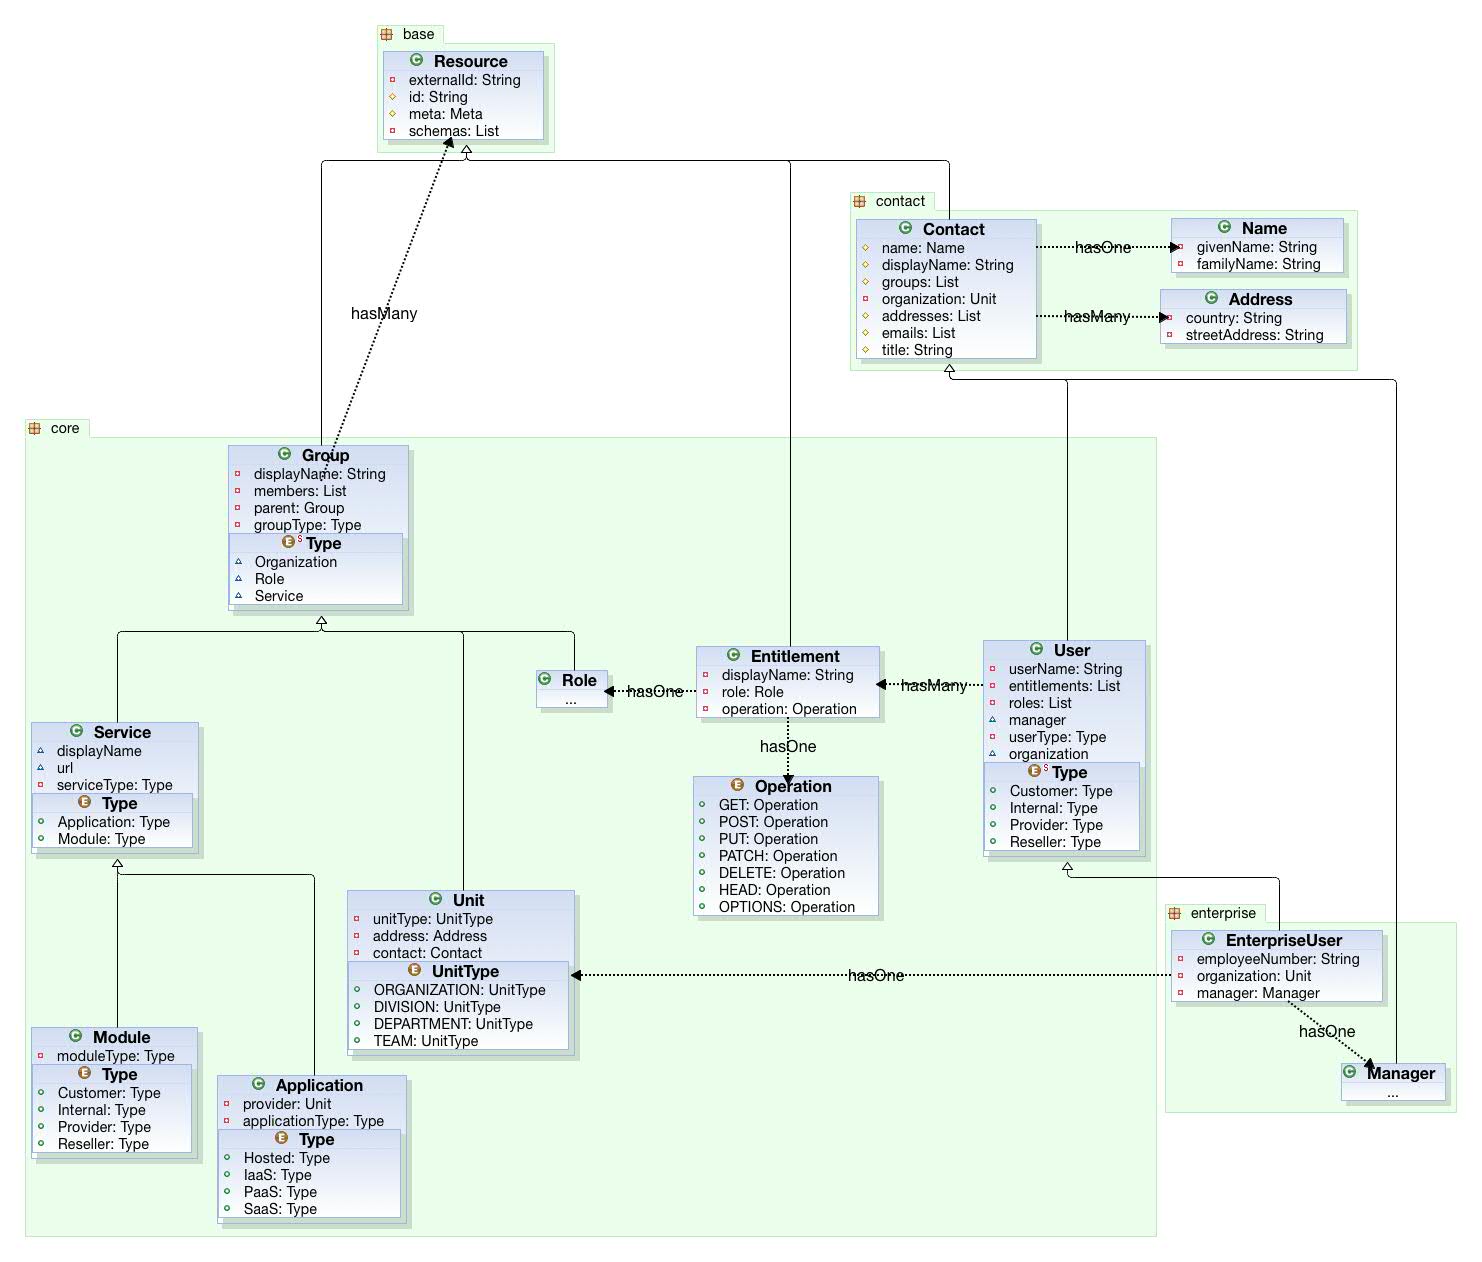 base
Resource
externalId: String
id: String
meta: Meta
schemas: List
contact
Contact
name: Name
displayName: String
groups: List
organization: Unit
addresses: List
emails: List
title: String
hasOne
Name
givenName: String
familyName: String
hasMany
Address
country: String
streetAddress: String
hasMany
core
Group
displayName: String
members: List
parent: Group
groupType: Type
Type
Organization
Role
Service
Role
...
hasOne
Entitlement
displayName: String
role: Role
operation: Operation
hasMany
User
userName: String
entitlements: List
roles: List
manager
userType: Type
organization
Type
Customer: Type
Internal: Type
Provider: Type
Reseller: Type
Service
displayName
url
serviceType: Type
Type
Application: Type
Module: Type
hasOne
Operation
GET: Operation
POST: Operation
PUT: Operation
PATCH: Operation
DELETE: Operation
HEAD: Operation
OPTIONS: Operation
Unit
unitType: UnitType
address: Address
contact: Contact
UnitType
ORGANIZATION: UnitType
DIVISION: UnitType
DEPARTMENT: UnitType
TEAM: UnitType
hasOne
enterprise
EnterpriseUser
employeeNumber: String
organization: Unit
manager: Manager
hasOne
Manager
...
Module
moduleType: Type
Type
Customer: Type
Internal: Type
Provider: Type
Reseller: Type
Application
provider: Unit
applicationType: Type
Type
Hosted: Type
IaaS: Type
PaaS: Type
SaaS: Type